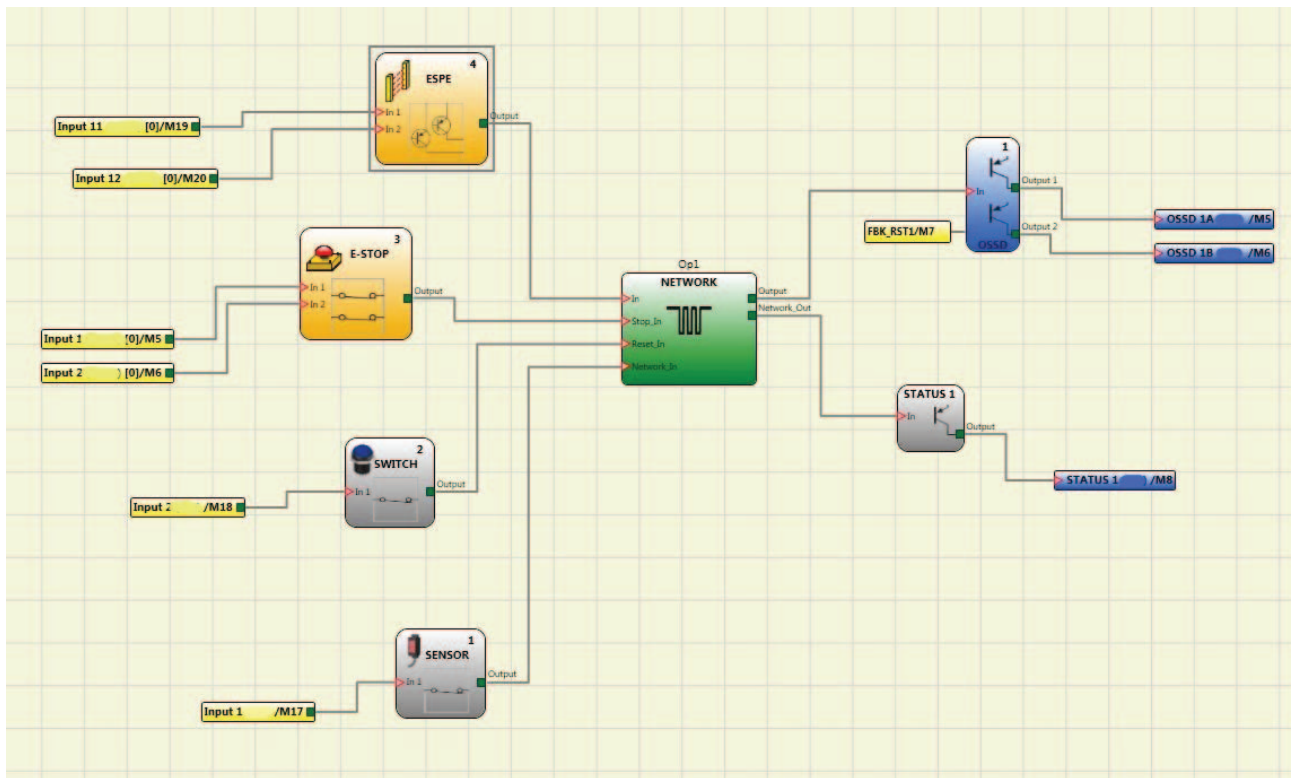 4
ESPE
In 1
In 2
Output
Input 11 [0]/M19
Input 12 [0]/M20
3
E-STOP
In 1
In 2
Output
Input 1 [0]/M5
Input 2 ) [0]/M6
2
SWITCH
In 1
Output
Input 2 /M18
1
SENSOR
In 1
Output
Input 1 /M17
Op1
NETWORK
In
Stop_In
Reset_In
Network_In
Output
Network_Out
1
In
Output 1
Output 2
OSSD
FBK_RST1/M7
OSSD 1A /M5
OSSD 1B /M6
STATUS 1
In
Output
STATUS 1 /M8